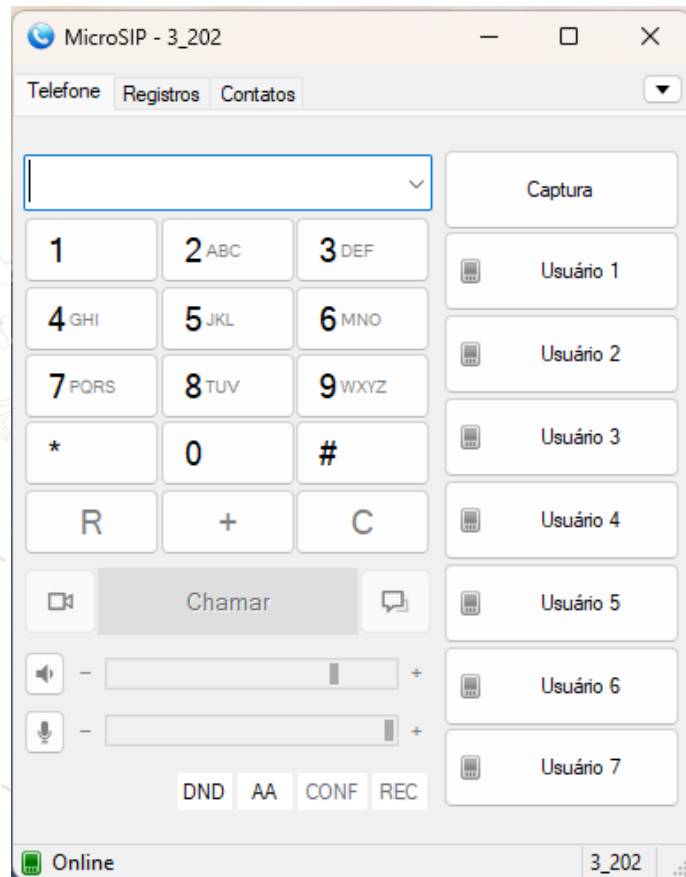 MicroSIP - 3_202
Telefone Registros Contatos
Captura
1 2 ABC 3 DEF
Usuário 1
4 GHI 5 JKL 6 MNO
Usuário 2
7 PQRS 8 TUV 9 WXYZ
Usuário 3
* 0 #
R + C
Usuário 4
Chamar
Usuário 5
- +
Usuário 6
- +
Usuário 7
DND AA CONF REC
Online 3_202